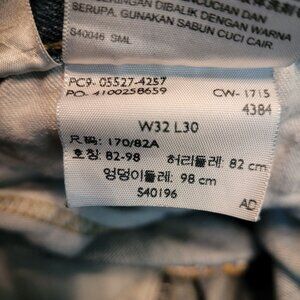 SERUPA. GUNAKAN SABUN CUCI CAIR.
S40046 SML
PC9- 05527-4257
PO- 4100258659
CW- 1715
4384
W32 L30
尺码: 170/82A
호칭: 82-98 허리둘레: 82 cm
엉덩이둘레: 98 cm
S40196
AD